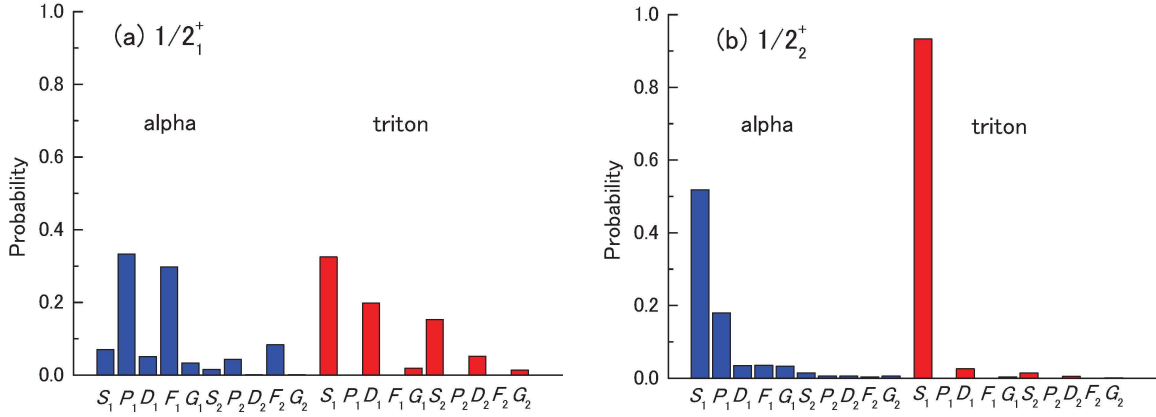 (a) 1/2₁⁺
alpha
triton
Probability
1.0
0.8
0.6
0.4
0.2
0.0
S₁ P₁ D₁ F₁ G₁ S₂ P₂ D₂ F₂ G₂ S₁ P₁ D₁ F₁ G₁ S₂ P₂ D₂ F₂ G₂
(b) 1/2₂⁺
alpha
triton
Probability
1.0
0.8
0.6
0.4
0.2
0.0
S₁ P₁ D₁ F₁ G₁ S₂ P₂ D₂ F₂ G₂ S₁ P₁ D₁ F₁ G₁ S₂ P₂ D₂ F₂ G₂